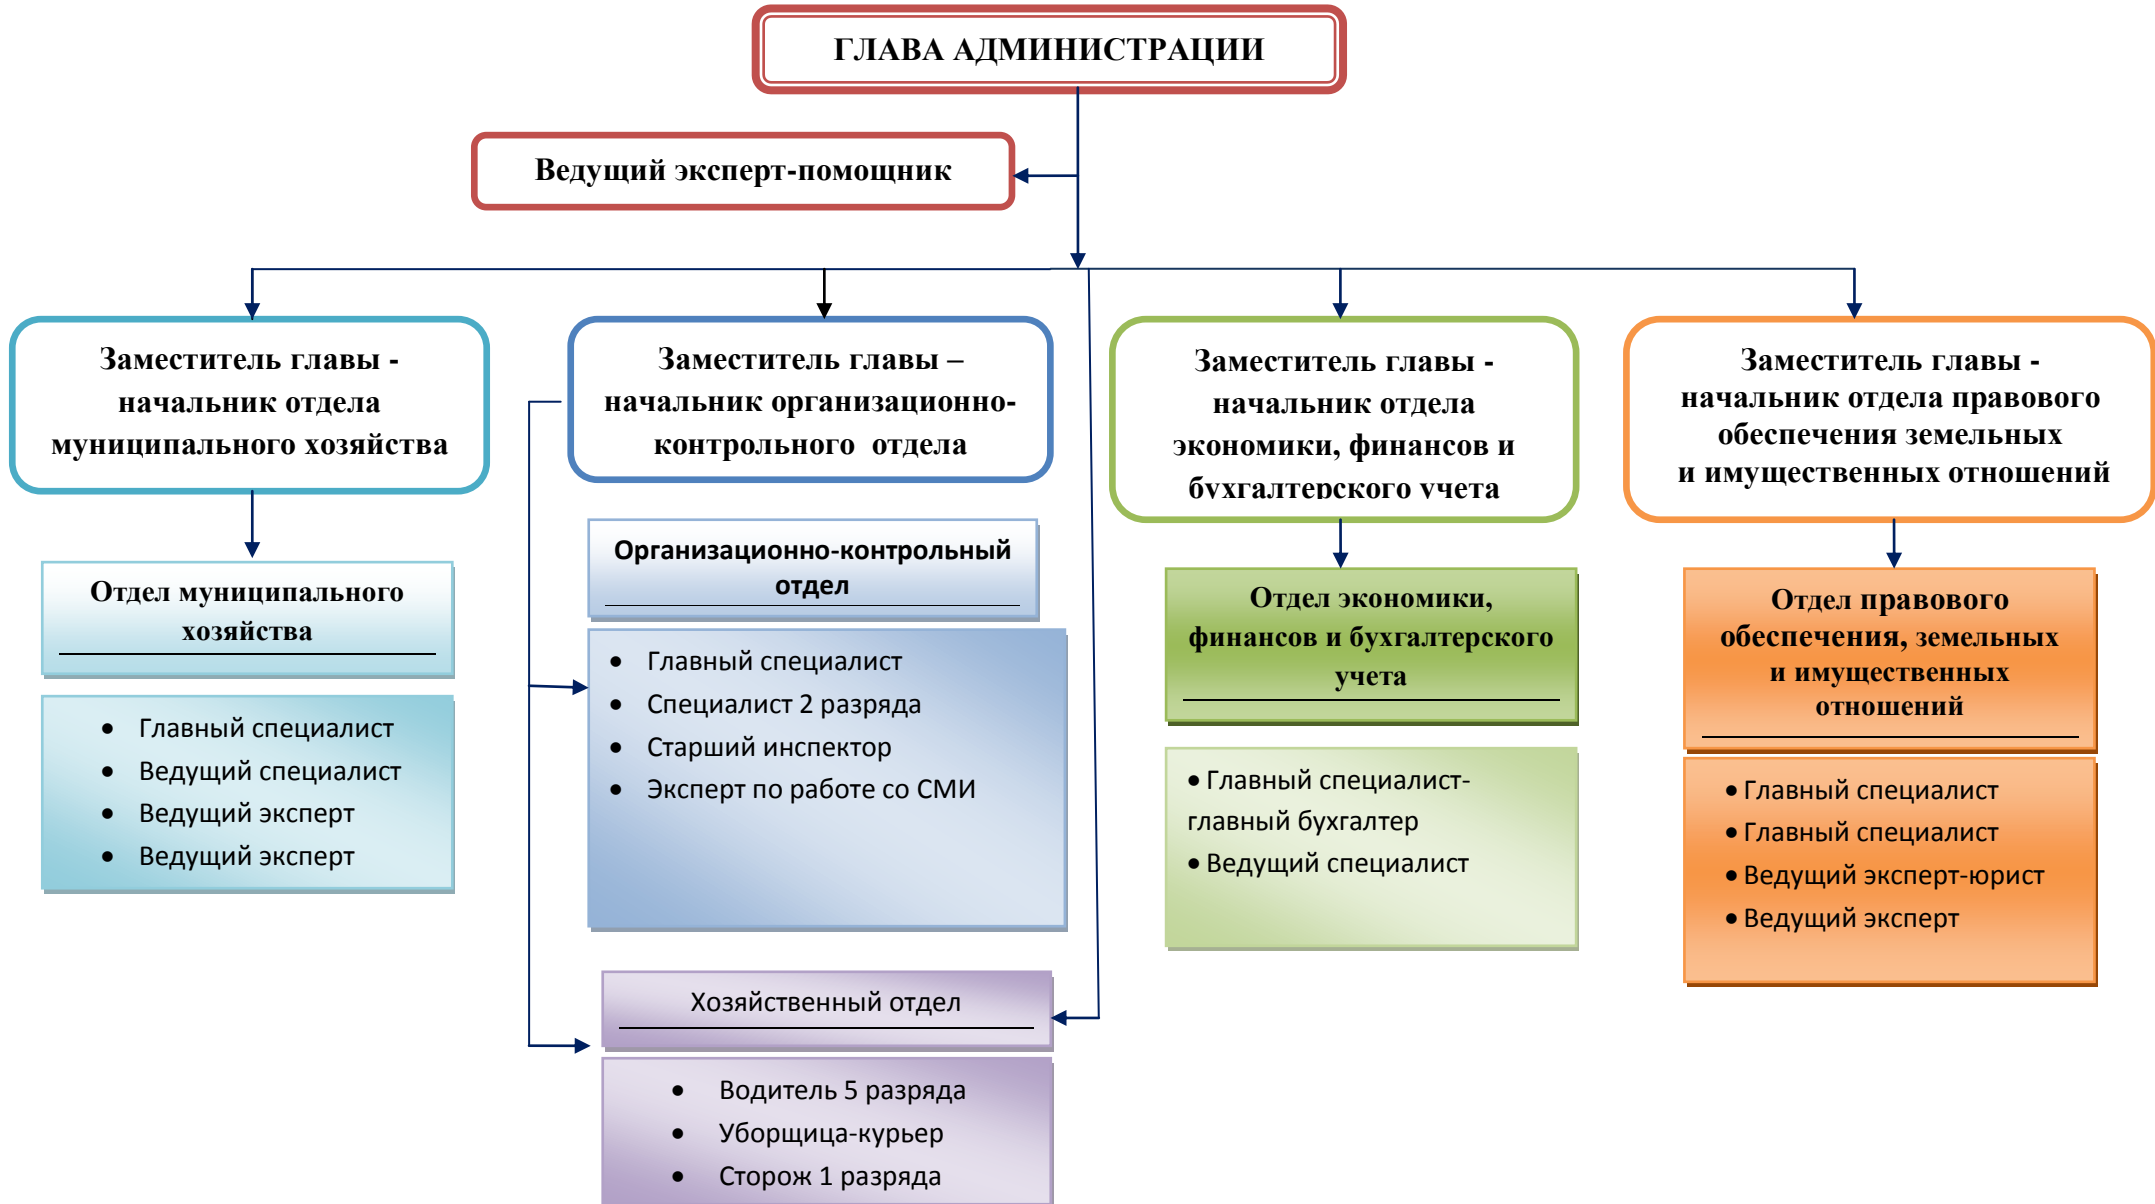 ГЛАВА АДМИНИСТРАЦИИ
Ведущий эксперт-помощник
Заместитель главы -
начальник отдела
муниципального хозяйства
Заместитель главы –
начальник организационно-
контрольного отдела
Заместитель главы -
начальник отдела
экономики, финансов и
бухгалтерского учета
Заместитель главы -
начальник отдела правового
обеспечения земельных
и имущественных отношений
Отдел муниципального
хозяйства
• Главный специалист
• Ведущий специалист
• Ведущий эксперт
• Ведущий эксперт
Организационно-контрольный
отдел
• Главный специалист
• Специалист 2 разряда
• Старший инспектор
• Эксперт по работе со СМИ
Хозяйственный отдел
• Водитель 5 разряда
• Уборщица-курьер
• Сторож 1 разряда
Отдел экономики,
финансов и бухгалтерского
учета
• Главный специалист-
главный бухгалтер
• Ведущий специалист
Отдел правового
обеспечения, земельных
и имущественных
отношений
• Главный специалист
• Главный специалист
• Ведущий эксперт-юрист
• Ведущий эксперт